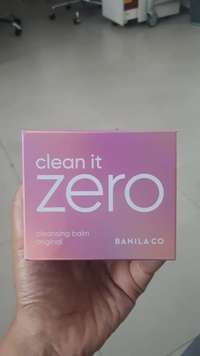 clean it
zero
cleansing balm
original
BANILA CO